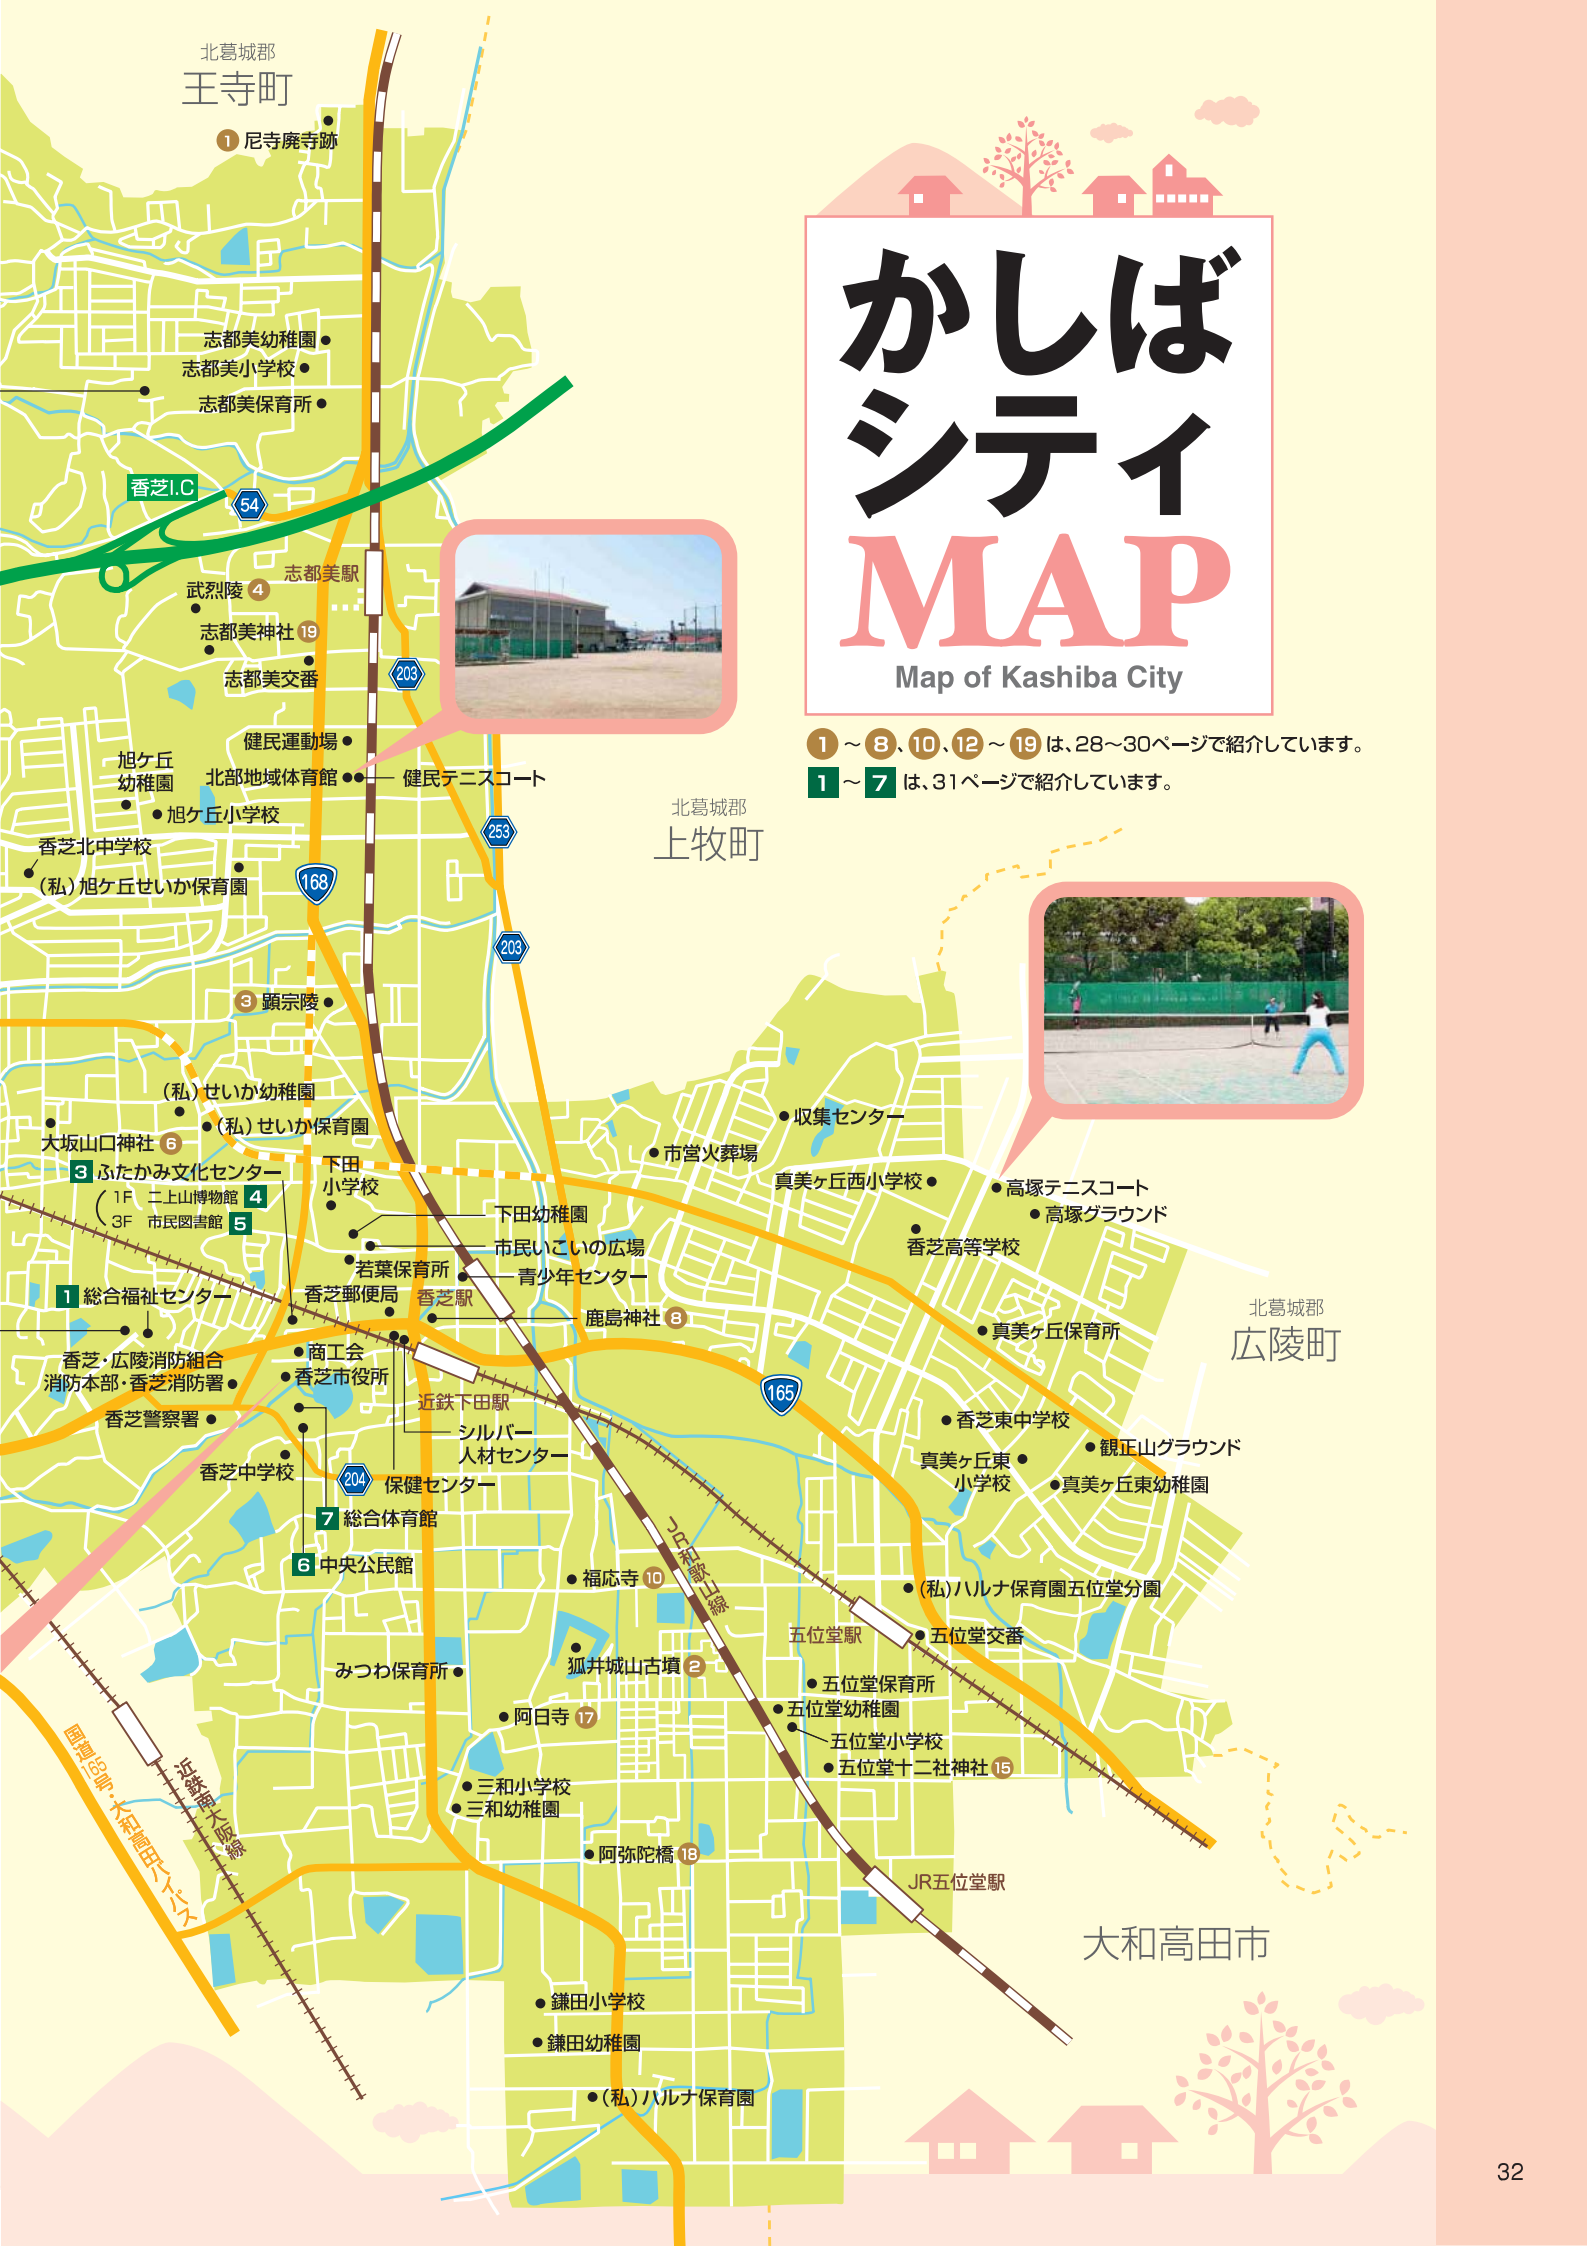 北葛城郡
王寺町
1 尼寺廃寺跡
かしば
シティ
MAP
Map of Kashiba City
1 〜 8、10、12 〜 19 は、28〜30ページで紹介しています。
1 〜 7 は、31ページで紹介しています。
志都美幼稚園
志都美小学校
志都美保育所
香芝I.C
54
志都美駅
武烈陵 4
志都美神社 19
志都美交番
203
健民運動場
旭ケ丘
幼稚園
北部地域体育館
健民テニスコート
旭ケ丘小学校
253
北葛城郡
上牧町
香芝北中学校
(私)旭ケ丘せいか保育園
168
203
3 顕宗陵
(私)せいか幼稚園
(私)せいか保育園
大坂山口神社 6
3 ふたかみ文化センター
1F 二上山博物館 4
3F 市民図書館 5
下田
小学校
収集センター
市営火葬場
真美ヶ丘西小学校
高塚テニスコート
高塚グラウンド
香芝高等学校
下田幼稚園
市民いこいの広場
若葉保育所
青少年センター
1 総合福祉センター
香芝郵便局
香芝駅
鹿島神社 8
北葛城郡
広陵町
真美ヶ丘保育所
香芝・広陵消防組合
消防本部・香芝消防署
商工会
香芝市役所
近鉄下田駅
165
香芝警察署
シルバー
人材センター
香芝東中学校
観正山グラウンド
真美ヶ丘東
小学校
真美ヶ丘東幼稚園
香芝中学校
204
保健センター
7 総合体育館
6 中央公民館
JR和歌山線
福応寺 10
(私)ハルナ保育園五位堂分園
五位堂駅
五位堂交番
みつわ保育所
狐井城山古墳 2
五位堂保育所
阿日寺 17
五位堂幼稚園
五位堂小学校
五位堂十二社神社 15
国道165号・大和高田バイパス
近鉄南大阪線
三和小学校
三和幼稚園
阿弥陀橋 18
JR五位堂駅
大和高田市
鎌田小学校
鎌田幼稚園
(私)ハルナ保育園
32